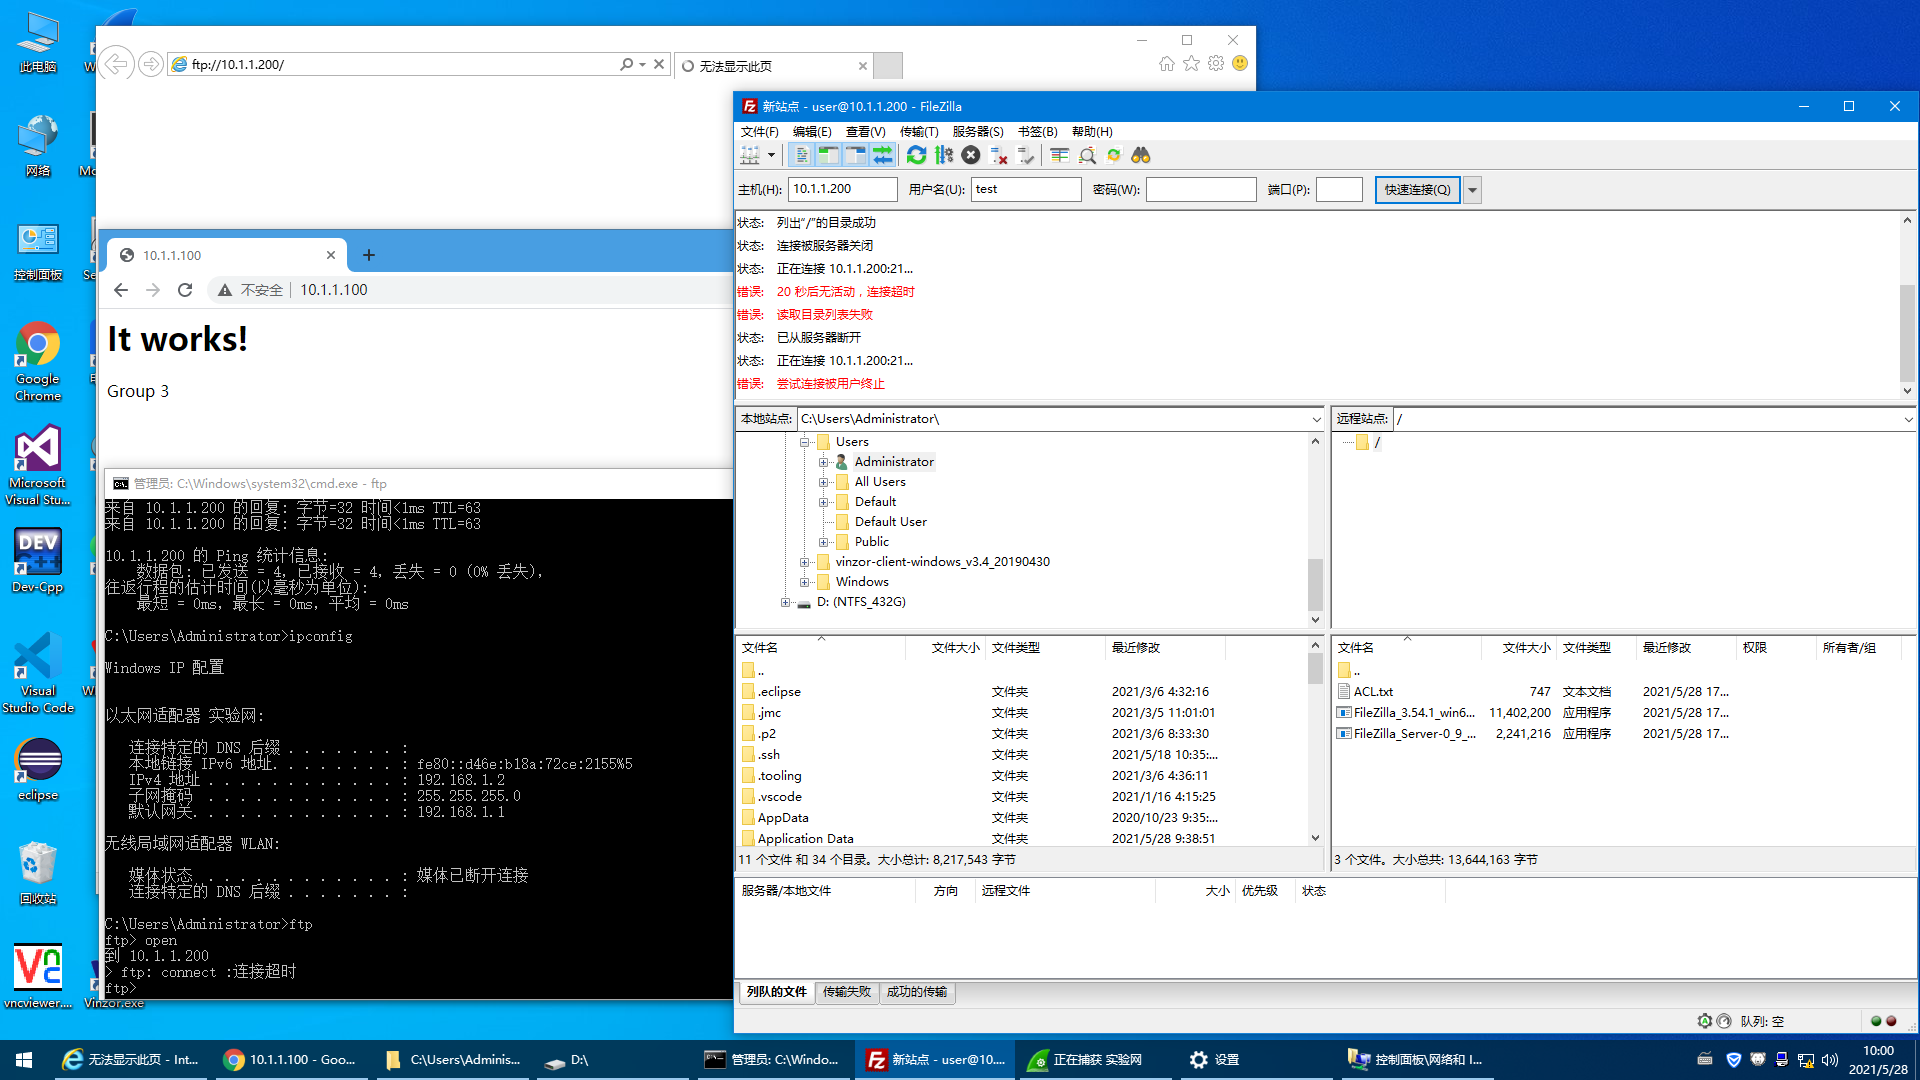 此电脑
网络
控制面板
Google
Chrome
Microsoft
Visual Stu...
Dev-Cpp
Visual
Studio Code
eclipse
回收站
vncviewer....
Vinzor.exe
ftp://10.1.1.200/
无法显示此页
10.1.1.100
不安全
10.1.1.100
It works!
Group 3
管理员: C:\Windows\system32\cmd.exe - ftp
来自 10.1.1.200 的回复: 字节=32 时间<1ms TTL=63
来自 10.1.1.200 的回复: 字节=32 时间<1ms TTL=63
10.1.1.200 的 Ping 统计信息:
数据包: 已发送 = 4, 已接收 = 4, 丢失 = 0 (0% 丢失),
往返行程的估计时间(以毫秒为单位):
最短 = 0ms, 最长 = 0ms, 平均 = 0ms
C:\Users\Administrator>ipconfig
Windows IP 配置
以太网适配器 实验网:
连接特定的 DNS 后缀 . . . . . . . :
本地链接 IPv6 地址. . . . . . . . : fe80::d46e:b18a:72ce:2155%5
IPv4 地址 . . . . . . . . . . . . : 192.168.1.2
子网掩码 . . . . . . . . . . . . : 255.255.255.0
默认网关. . . . . . . . . . . . . : 192.168.1.1
无线局域网适配器 WLAN:
媒体状态 . . . . . . . . . . . . : 媒体已断开连接
连接特定的 DNS 后缀 . . . . . . . :
C:\Users\Administrator>ftp
ftp> open
到 10.1.1.200
> ftp: connect :连接超时
ftp>
新站点 - user@10.1.1.200 - FileZilla
文件(F) 编辑(E) 查看(V) 传输(T) 服务器(S) 书签(B) 帮助(H)
主机(H): 10.1.1.200 用户名(U): test 密码(W): 端口(P): 快速连接(Q)
状态: 列出“/”的目录成功
状态: 连接被服务器关闭
状态: 正在连接 10.1.1.200:21...
错误: 20 秒后无活动，连接超时
错误: 读取目录列表失败
状态: 已从服务器断开
状态: 正在连接 10.1.1.200:21...
错误: 尝试连接被用户终止
本地站点: C:\Users\Administrator\
Users
Administrator
All Users
Default
Default User
Public
vinzor-client-windows_v3.4_20190430
Windows
D: (NTFS_432G)
远程站点: /
/
文件名 文件大小 文件类型 最近修改
..
.eclipse 文件夹 2021/3/6 4:32:16
.jmc 文件夹 2021/3/5 11:01:01
.p2 文件夹 2021/3/6 8:33:30
.ssh 文件夹 2021/5/18 10:35:...
.tooling 文件夹 2021/3/6 4:36:11
.vscode 文件夹 2021/1/16 4:15:25
AppData 文件夹 2020/10/23 9:35:...
Application Data 文件夹 2021/5/28 9:38:51
11 个文件 和 34 个目录。大小总计: 8,217,543 字节
文件名 文件大小 文件类型 最近修改 权限 所有者/组
..
ACL.txt 747 文本文档 2021/5/28 17...
FileZilla_3.54.1_win6... 11,402,200 应用程序 2021/5/28 17...
FileZilla_Server-0_9_... 2,241,216 应用程序 2021/5/28 17...
3 个文件。大小总共: 13,644,163 字节
服务器/本地文件 方向 远程文件 大小 优先级 状态
列队的文件 传输失败 成功的传输
队列: 空
无法显示此页 - Int...
10.1.1.100 - Goo...
C:\Users\Adminis...
D:\
管理员: C:\Windo...
新站点 - user@10....
正在捕获 实验网
设置
控制面板\网络和 I...
10:00
2021/5/28